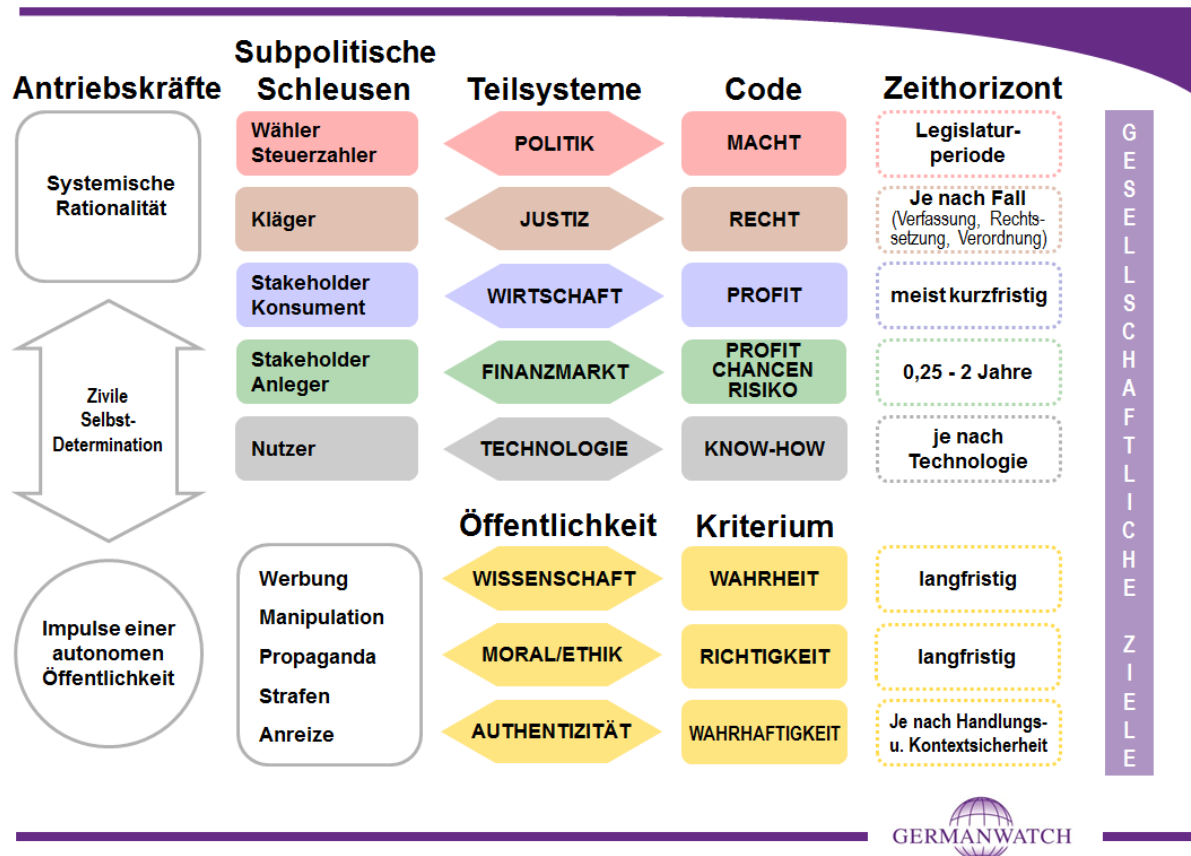 Subpolitische
Antriebskräfte Schleusen Teilsysteme Code Zeithorizont
Systemische
Rationalität
Wähler
Steuerzahler
POLITIK
MACHT
Legislatur-
periode
Kläger
JUSTIZ
RECHT
Je nach Fall
(Verfassung, Rechts-
setzung, Verordnung)
Stakeholder
Konsument
WIRTSCHAFT
PROFIT
meist kurzfristig
Zivile
Selbst-
Determination
Stakeholder
Anleger
FINANZMARKT
PROFIT
CHANCEN
RISIKO
0,25 - 2 Jahre
Nutzer
TECHNOLOGIE
KNOW-HOW
je nach
Technologie
Öffentlichkeit Kriterium
Impulse einer
autonomen
Öffentlichkeit
Werbung
Manipulation
Propaganda
Strafen
Anreize
WISSENSCHAFT
WAHRHEIT
langfristig
MORAL/ETHIK
RICHTIGKEIT
langfristig
AUTHENTIZITÄT
WAHRHAFTIGKEIT
Je nach Handlungs-
u. Kontextsicherheit
GESELLSCHAFTLICHE ZIELE
GERMANWATCH